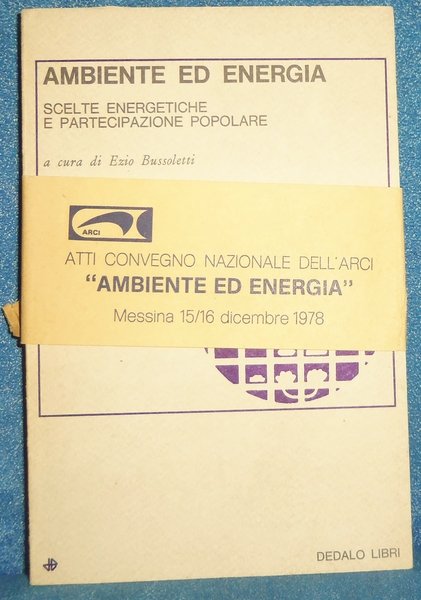 AMBIENTE ED ENERGIA
SCELTE ENERGETICHE
E PARTECIPAZIONE POPOLARE
a cura di Ezio Bussoletti
ARCI
ATTI CONVEGNO NAZIONALE DELL'ARCI
“AMBIENTE ED ENERGIA”
Messina 15/16 dicembre 1978
DEDALO LIBRI